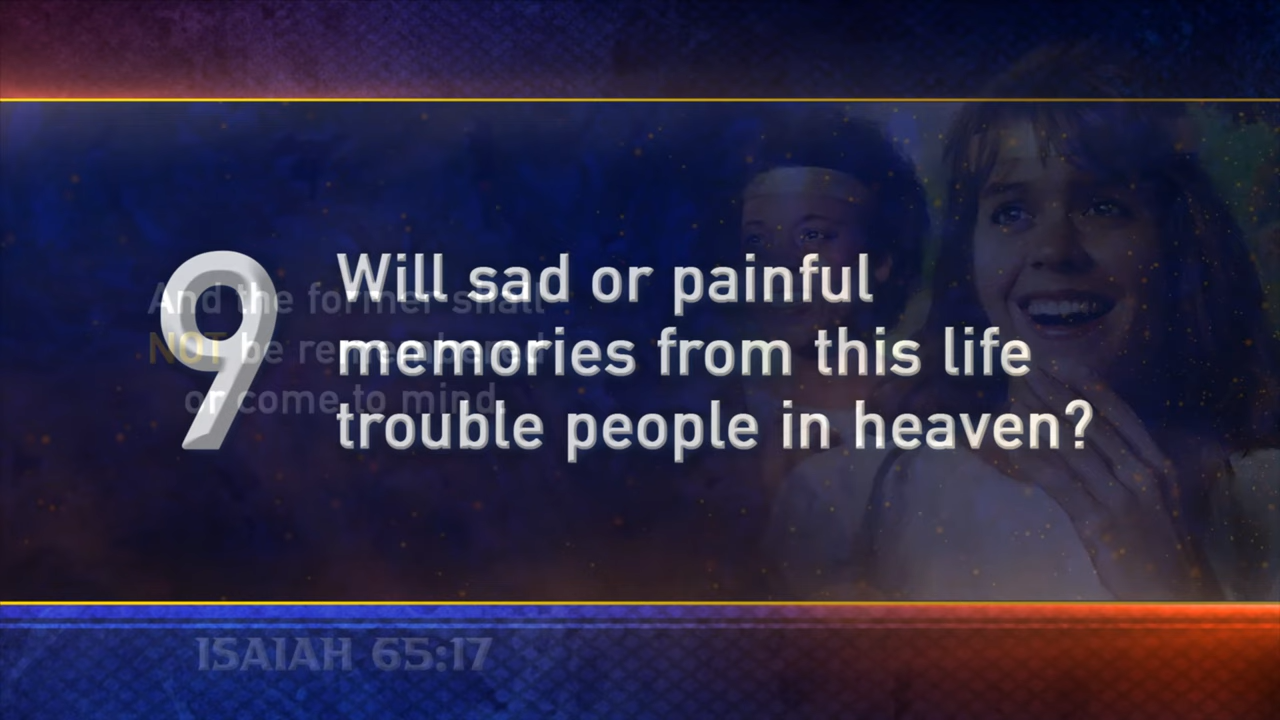 9
Will sad or painful
memories from this life
trouble people in heaven?
And the former shall
NOT be remembered
or come to mind.
ISAIAH 65:17